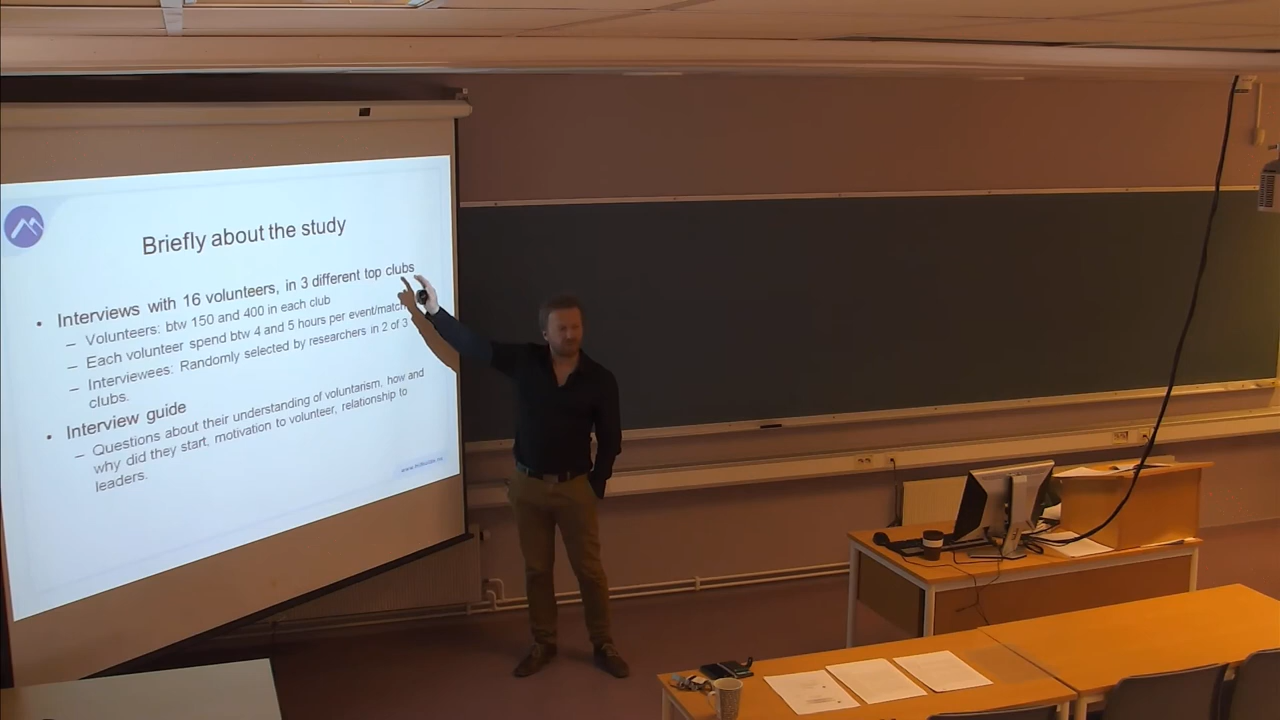 Briefly about the study
• Interviews with 16 volunteers, in 3 different top clubs
– Volunteers: btw 150 and 400 in each club
– Each volunteer spend btw 4 and 5 hours per event/match
– Interviewees: Randomly selected by researchers in 2 of 3
clubs.
• Interview guide
– Questions about their understanding of voluntarism, how and
why did they start, motivation to volunteer, relationship to
leaders.